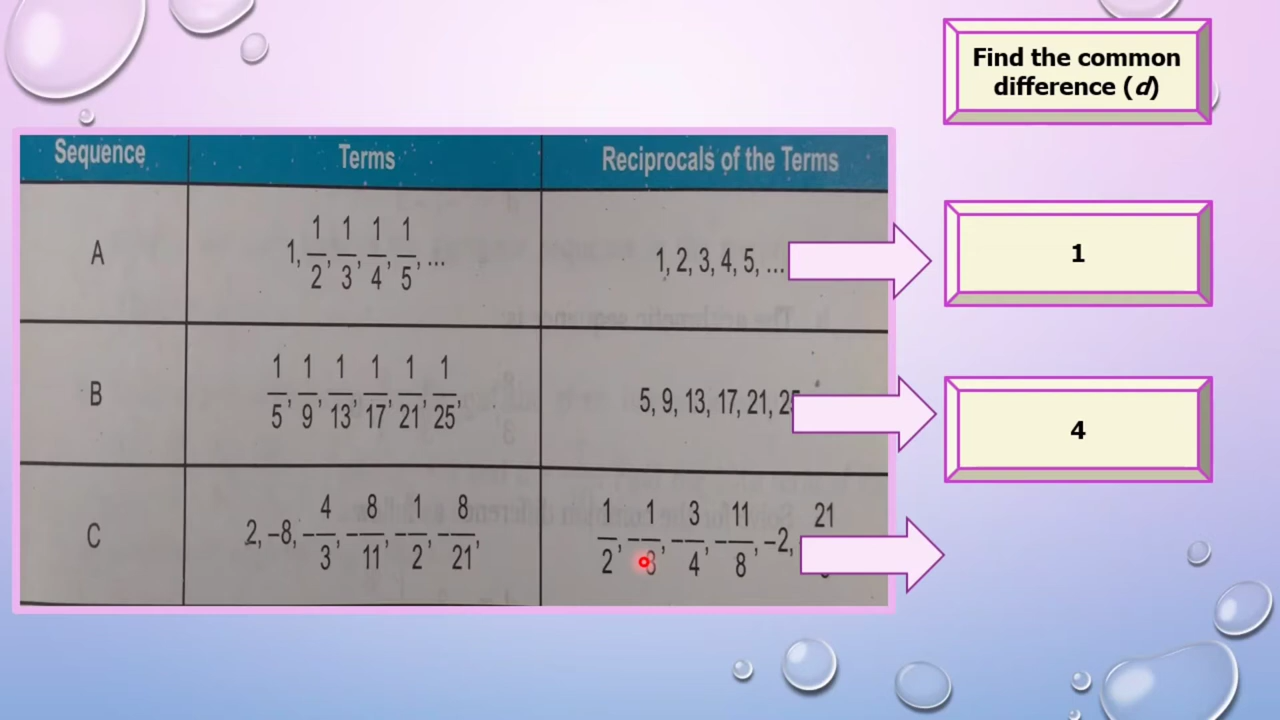 Find the common
difference (d)
Sequence Terms Reciprocals of the Terms
A 1, 1/2, 1/3, 1/4, 1/5, ... 1, 2, 3, 4, 5, ... 1
B 1/5, 1/9, 1/13, 1/17, 1/21, 1/25, 5, 9, 13, 17, 21, 4
C 2, −8, −4/3, −8/11, −1/2, −8/21, 1/2, −1/8, −3/4, −11/8, −2, 21